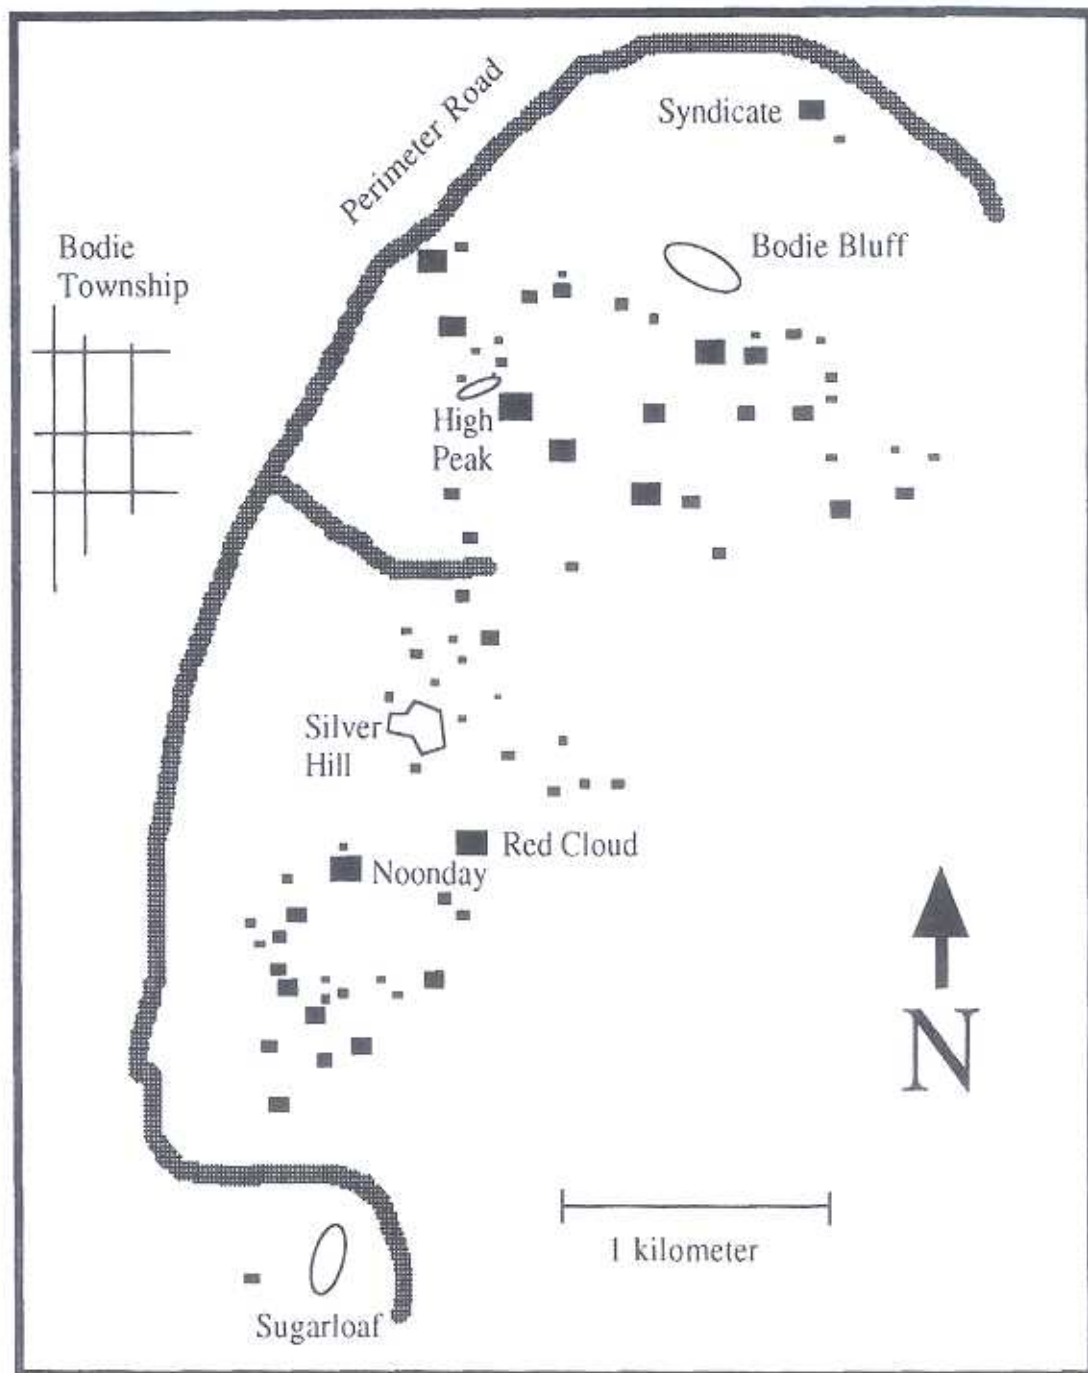 Perimeter Road
Syndicate
Bodie
Township
Bodie Bluff
High
Peak
Silver
Hill
Red Cloud
Noonday
N
1 kilometer
Sugarloaf